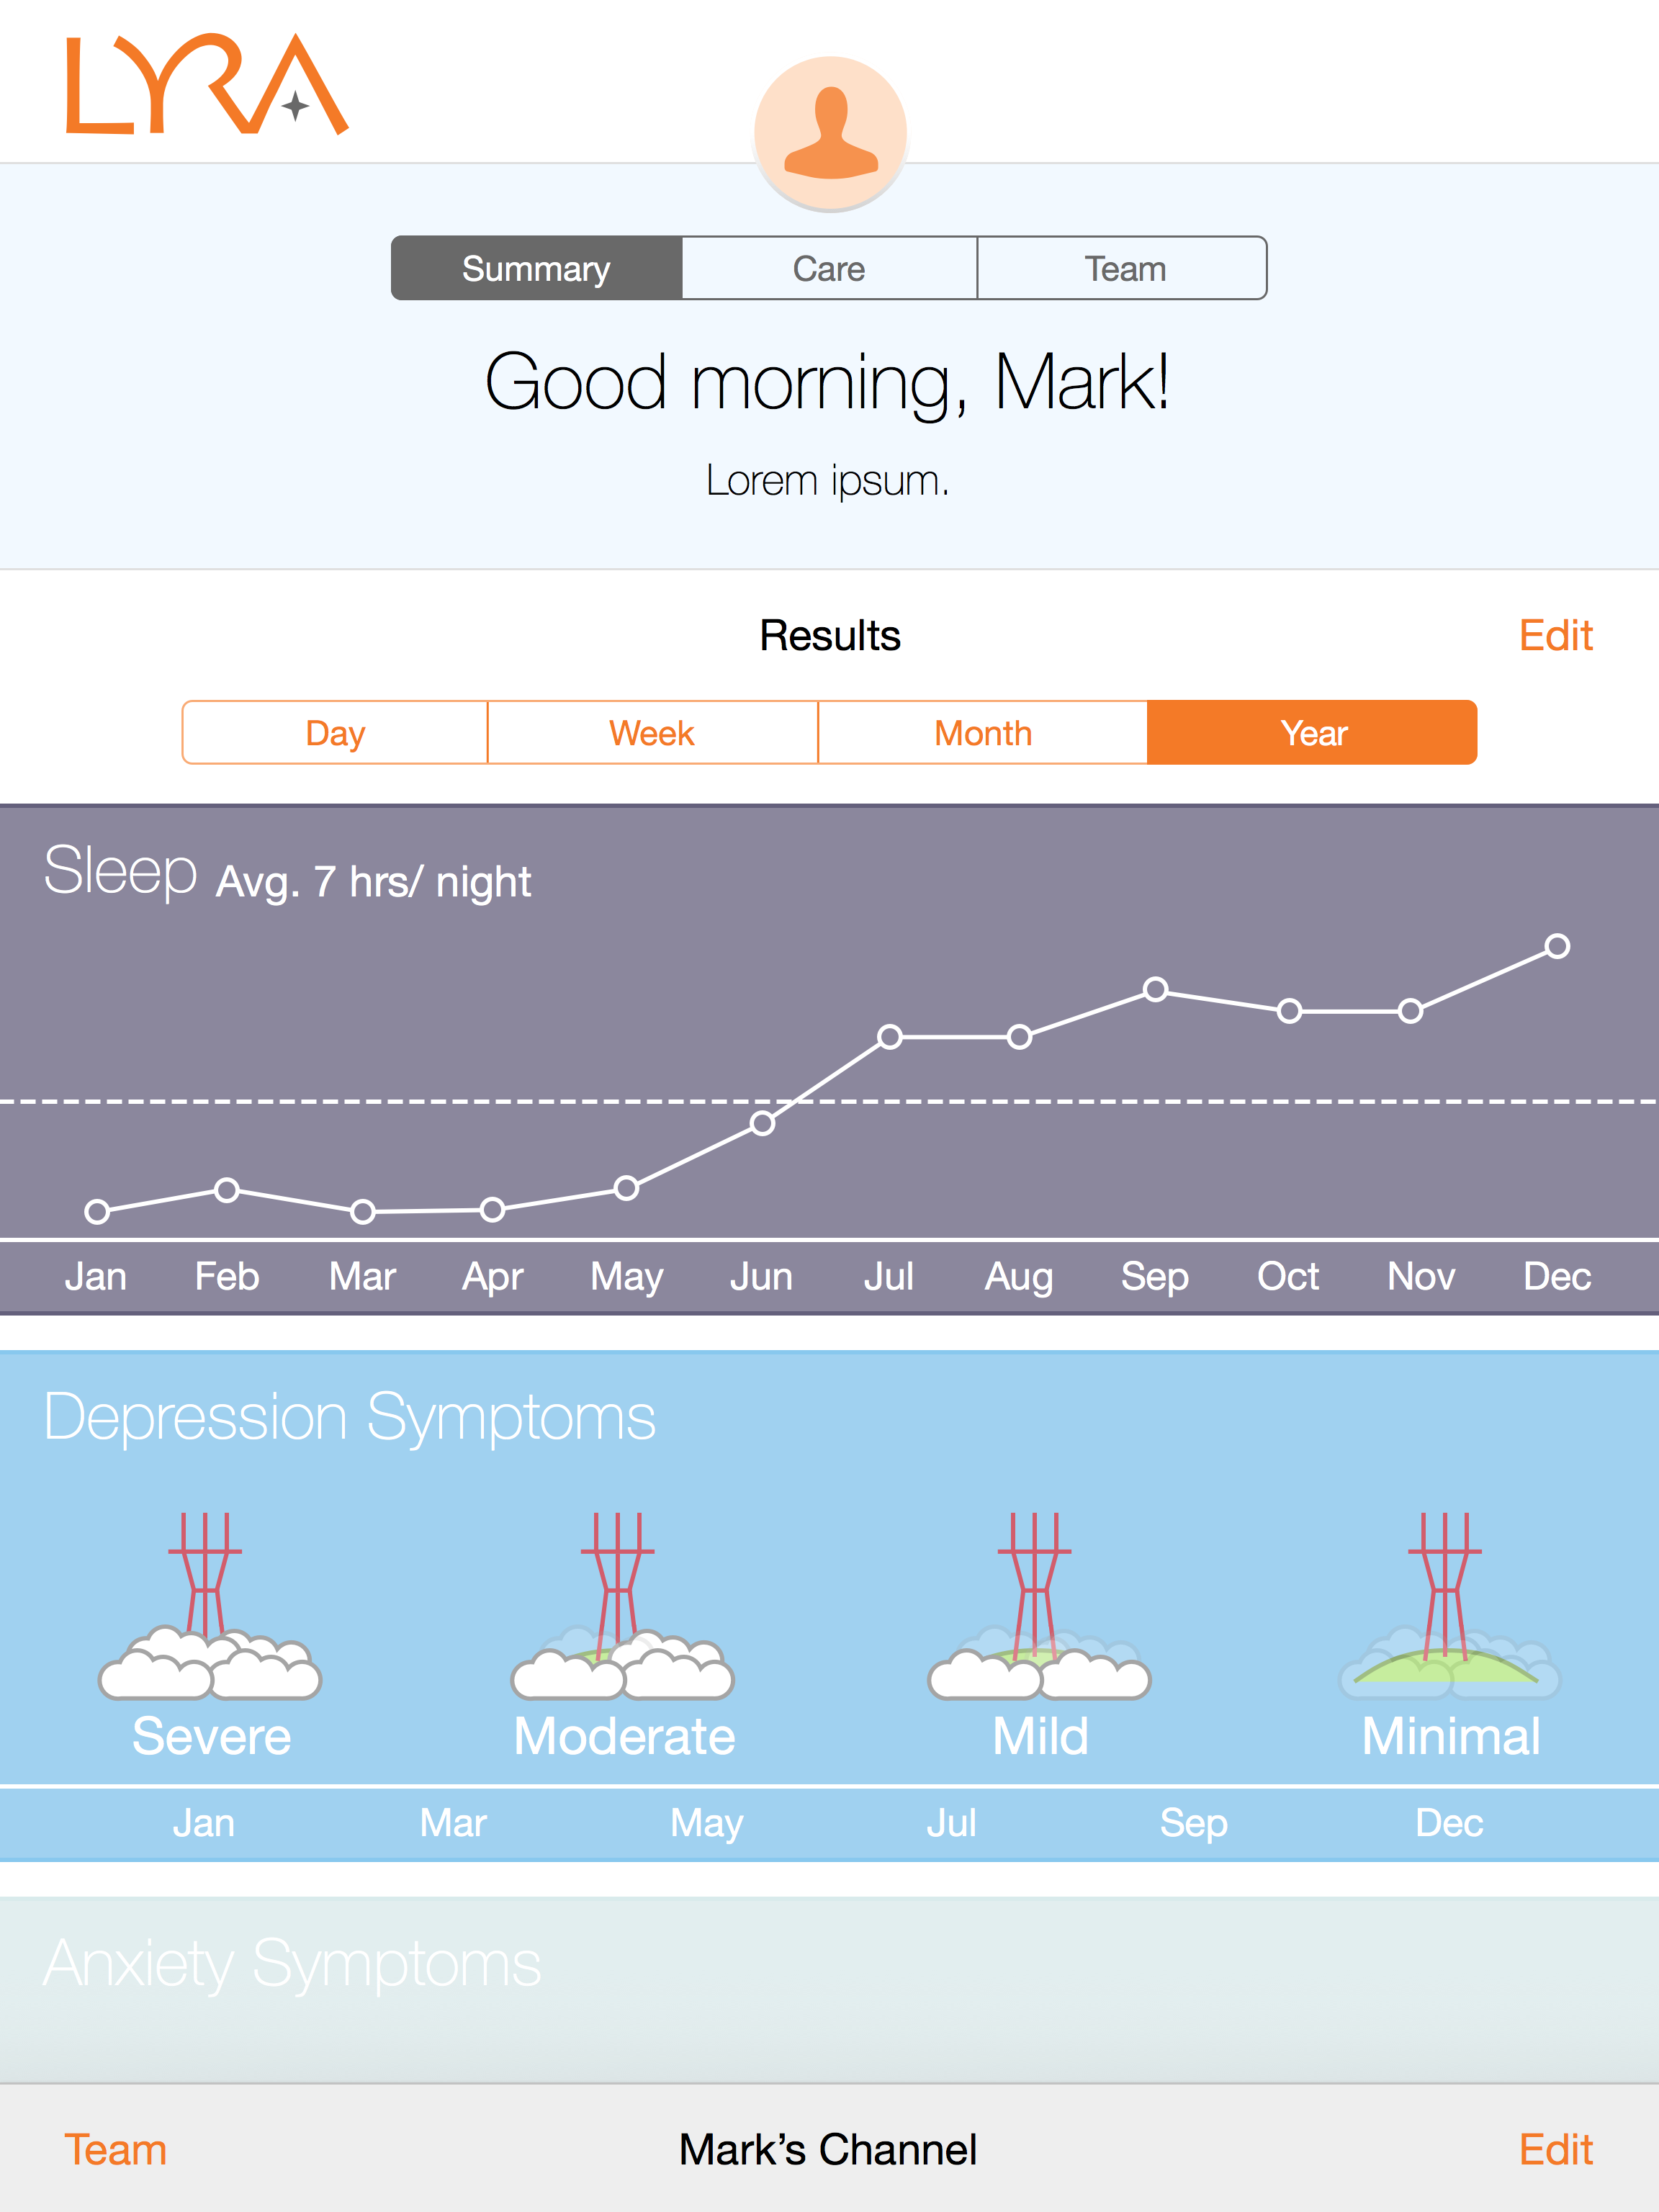 LYRA
Summary Care Team
Good morning, Mark!
Lorem ipsum.
Results Edit
Day Week Month Year
Sleep Avg. 7 hrs/ night
Jan Feb Mar Apr May Jun Jul Aug Sep Oct Nov Dec
Depression Symptoms
Severe Moderate Mild Minimal
Jan Mar May Jul Sep Dec
Anxiety Symptoms
Team Mark’s Channel Edit